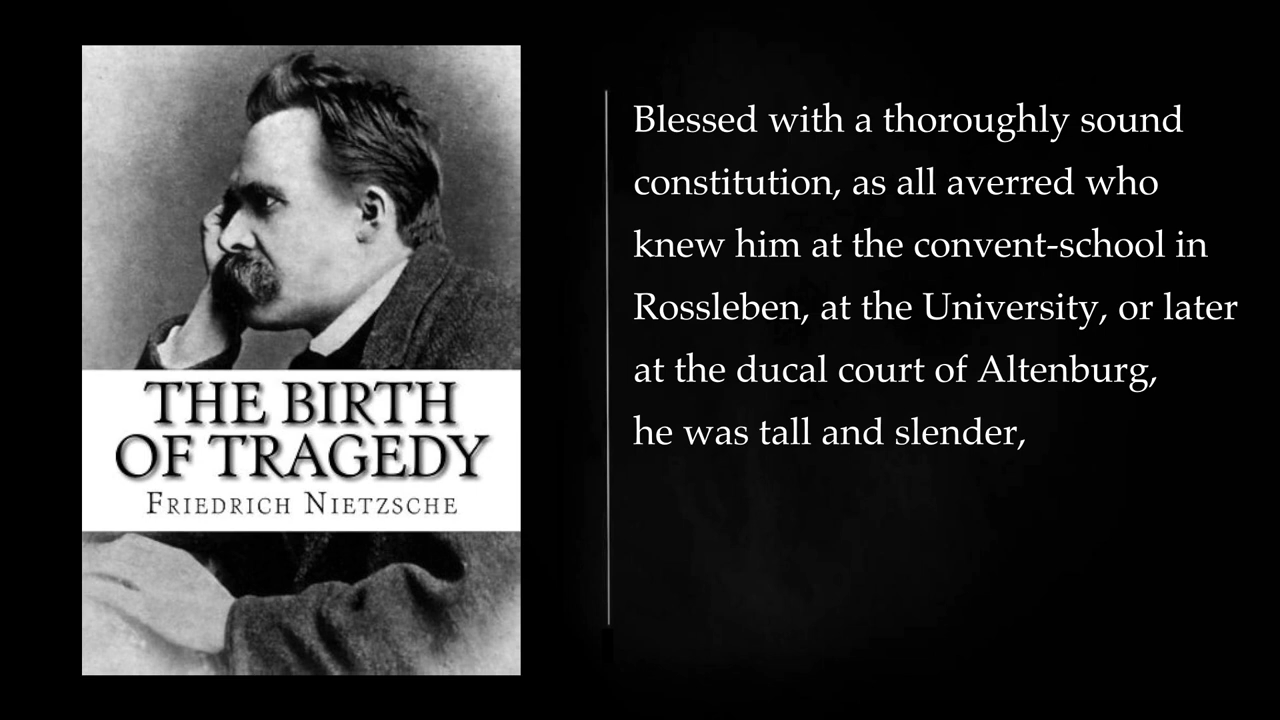 THE BIRTH
OF TRAGEDY
FRIEDRICH NIETZSCHE
Blessed with a thoroughly sound
constitution, as all averred who
knew him at the convent-school in
Rossleben, at the University, or later
at the ducal court of Altenburg,
he was tall and slender,